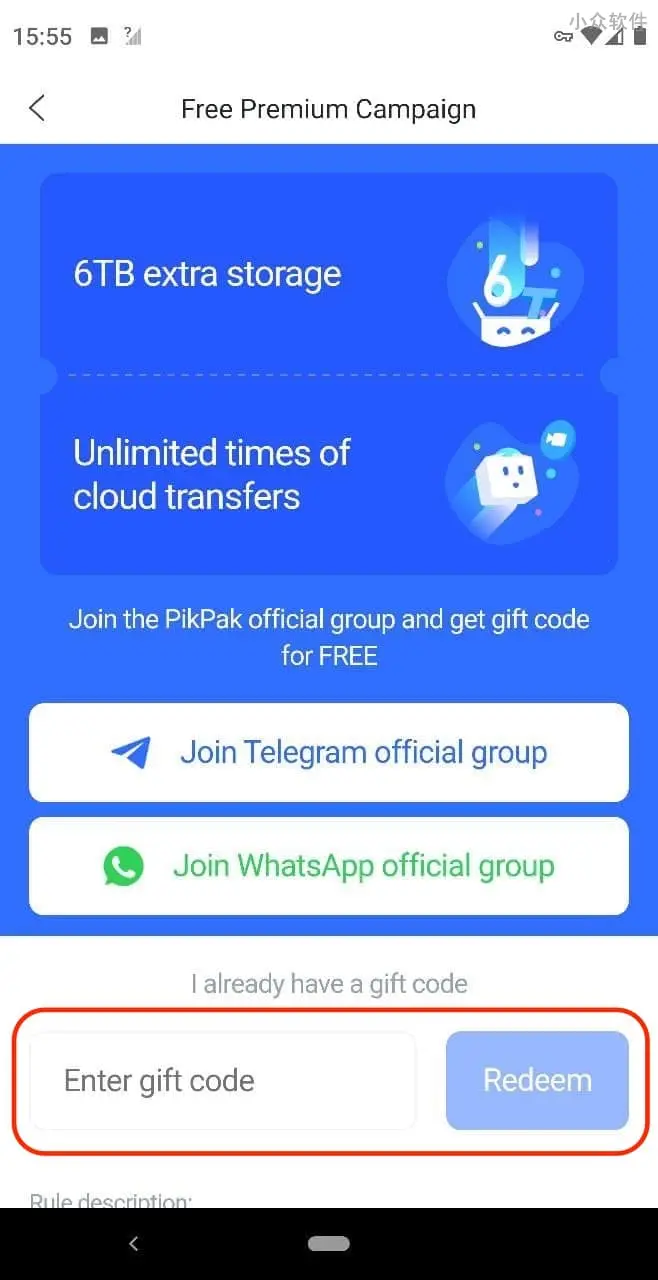 小众软件
15:55
Free Premium Campaign
6TB extra storage
6
T
Unlimited times of
cloud transfers
Join the PikPak official group and get gift code
for FREE
Join Telegram official group
Join WhatsApp official group
I already have a gift code
Enter gift code
Redeem
Rule description: